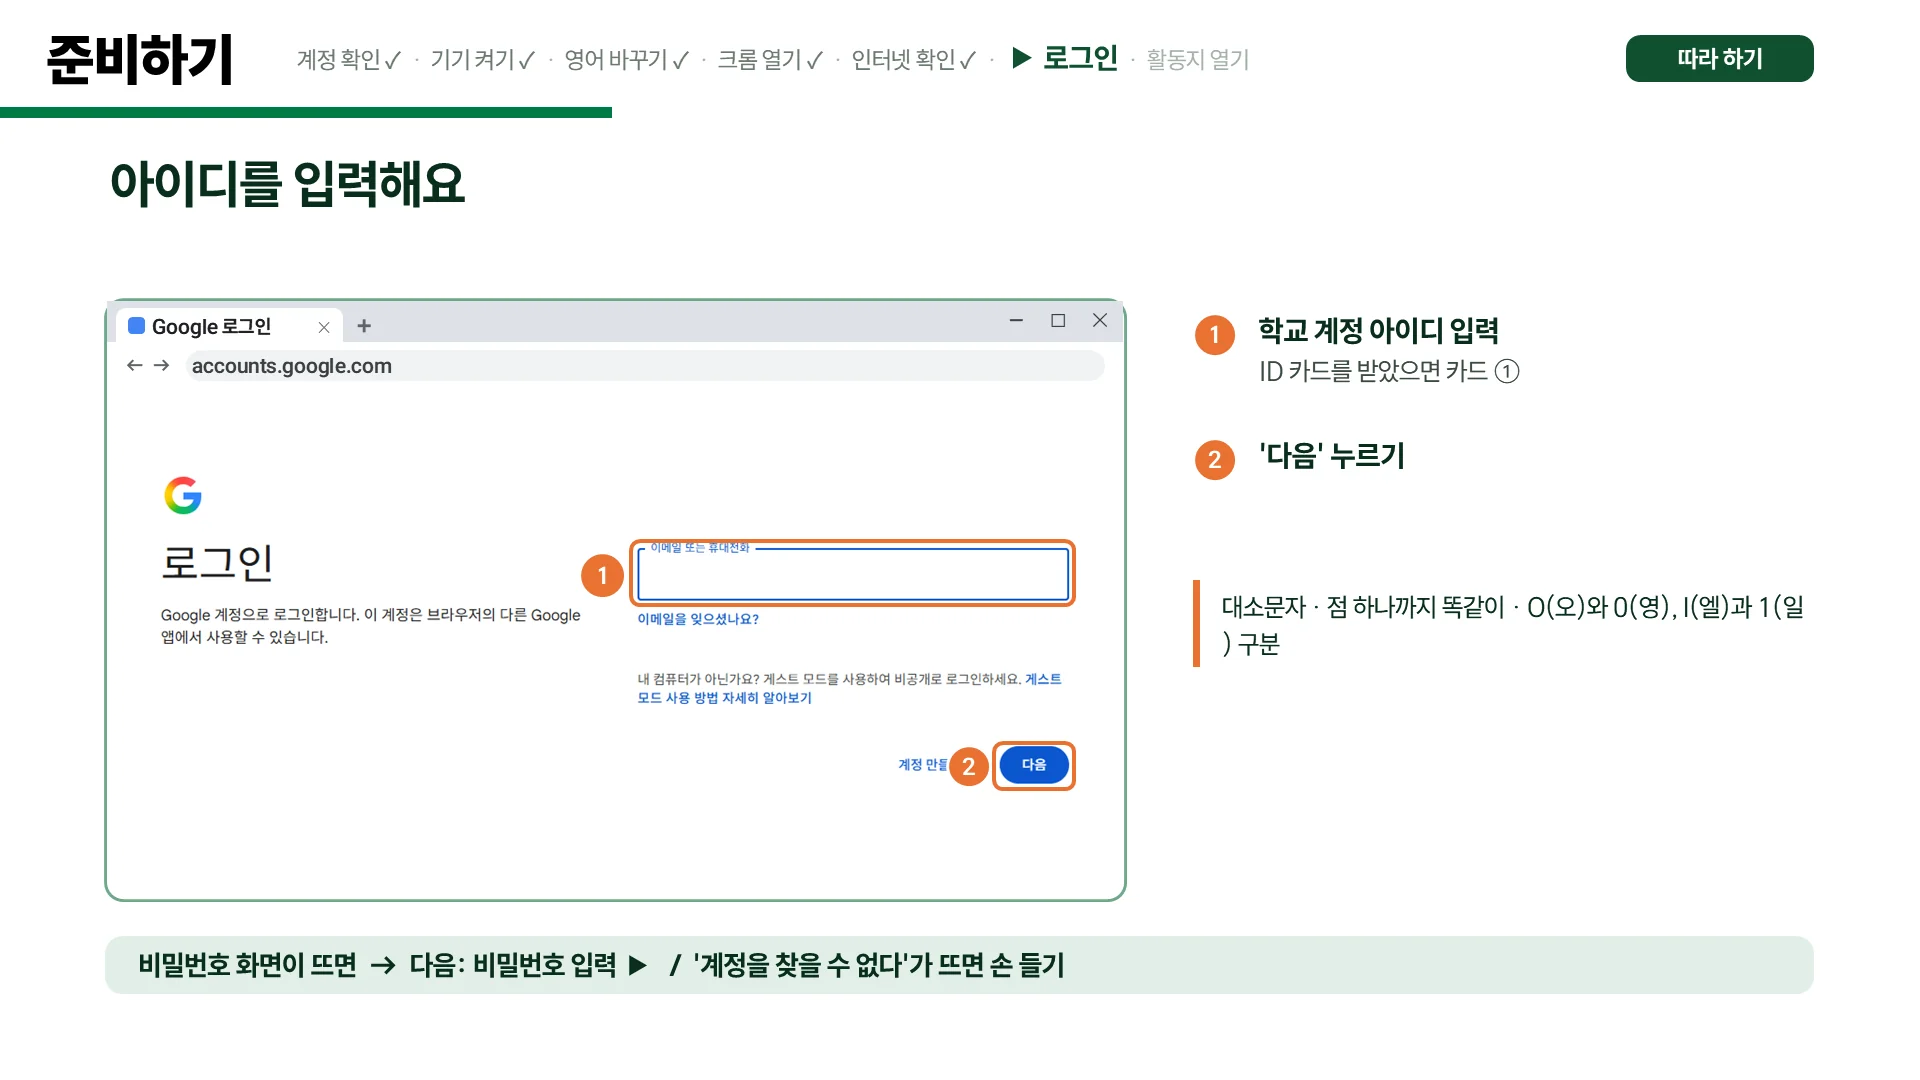 준비하기
계정 확인✓ · 기기 켜기✓ · 영어 바꾸기✓ · 크롬 열기✓ · 인터넷 확인✓ · ▶ 로그인 · 활동지 열기
따라 하기
아이디를 입력해요
Google 로그인
accounts.google.com
로그인
Google 계정으로 로그인합니다. 이 계정은 브라우저의 다른 Google
앱에서 사용할 수 있습니다.
1
이메일 또는 휴대전화
이메일을 잊으셨나요?
내 컴퓨터가 아닌가요? 게스트 모드를 사용하여 비공개로 로그인하세요. 게스트
모드 사용 방법 자세히 알아보기
계정 만들
2
다음
1
학교 계정 아이디 입력
ID 카드를 받았으면 카드 ①
2
'다음' 누르기
대소문자 · 점 하나까지 똑같이 · O(오)와 0(영), l(엘)과 1(일
) 구분
비밀번호 화면이 뜨면 → 다음: 비밀번호 입력 ▶ / '계정을 찾을 수 없다'가 뜨면 손 들기